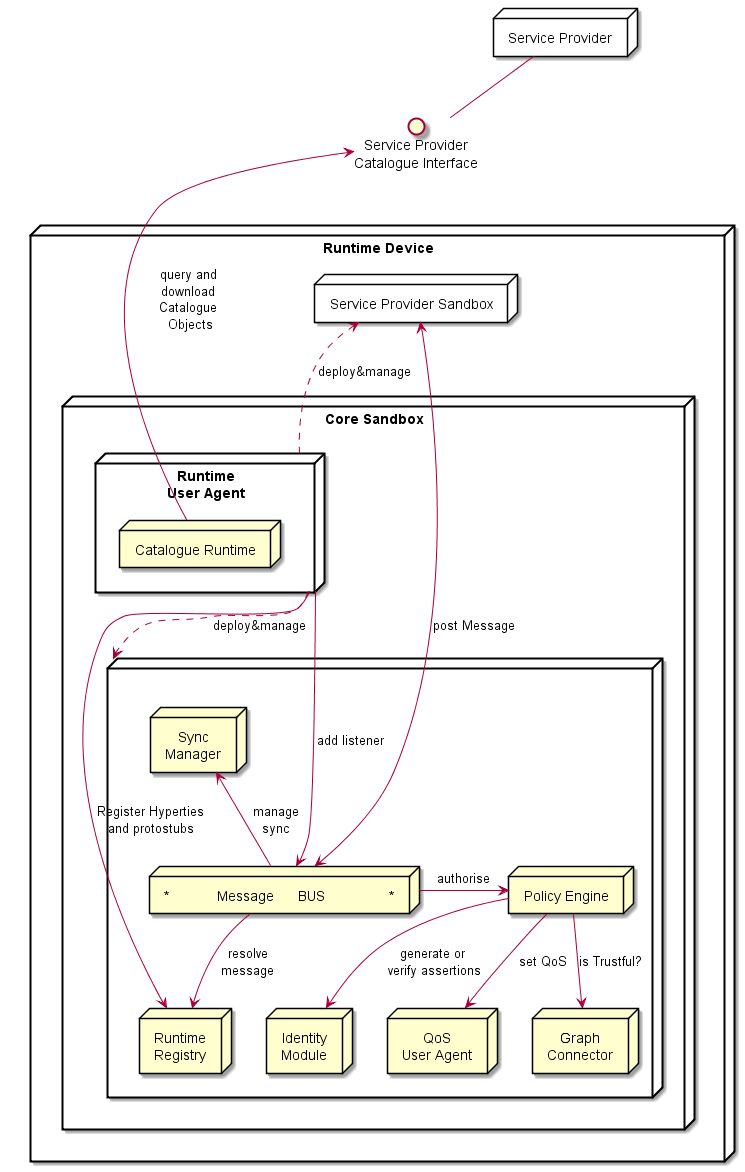 Service Provider
Service Provider
Catalogue Interface
Runtime Device
query and
download
Catalogue
Objects
Service Provider Sandbox
deploy&manage
Core Sandbox
Runtime
User Agent
Catalogue Runtime
deploy&manage
post Message
Sync
Manager
add listener
Register Hyperties
and protostubs
manage
sync
* Message BUS *
authorise
Policy Engine
resolve
message
generate or
verify assertions
set QoS
is Trustful?
Runtime
Registry
Identity
Module
QoS
User Agent
Graph
Connector